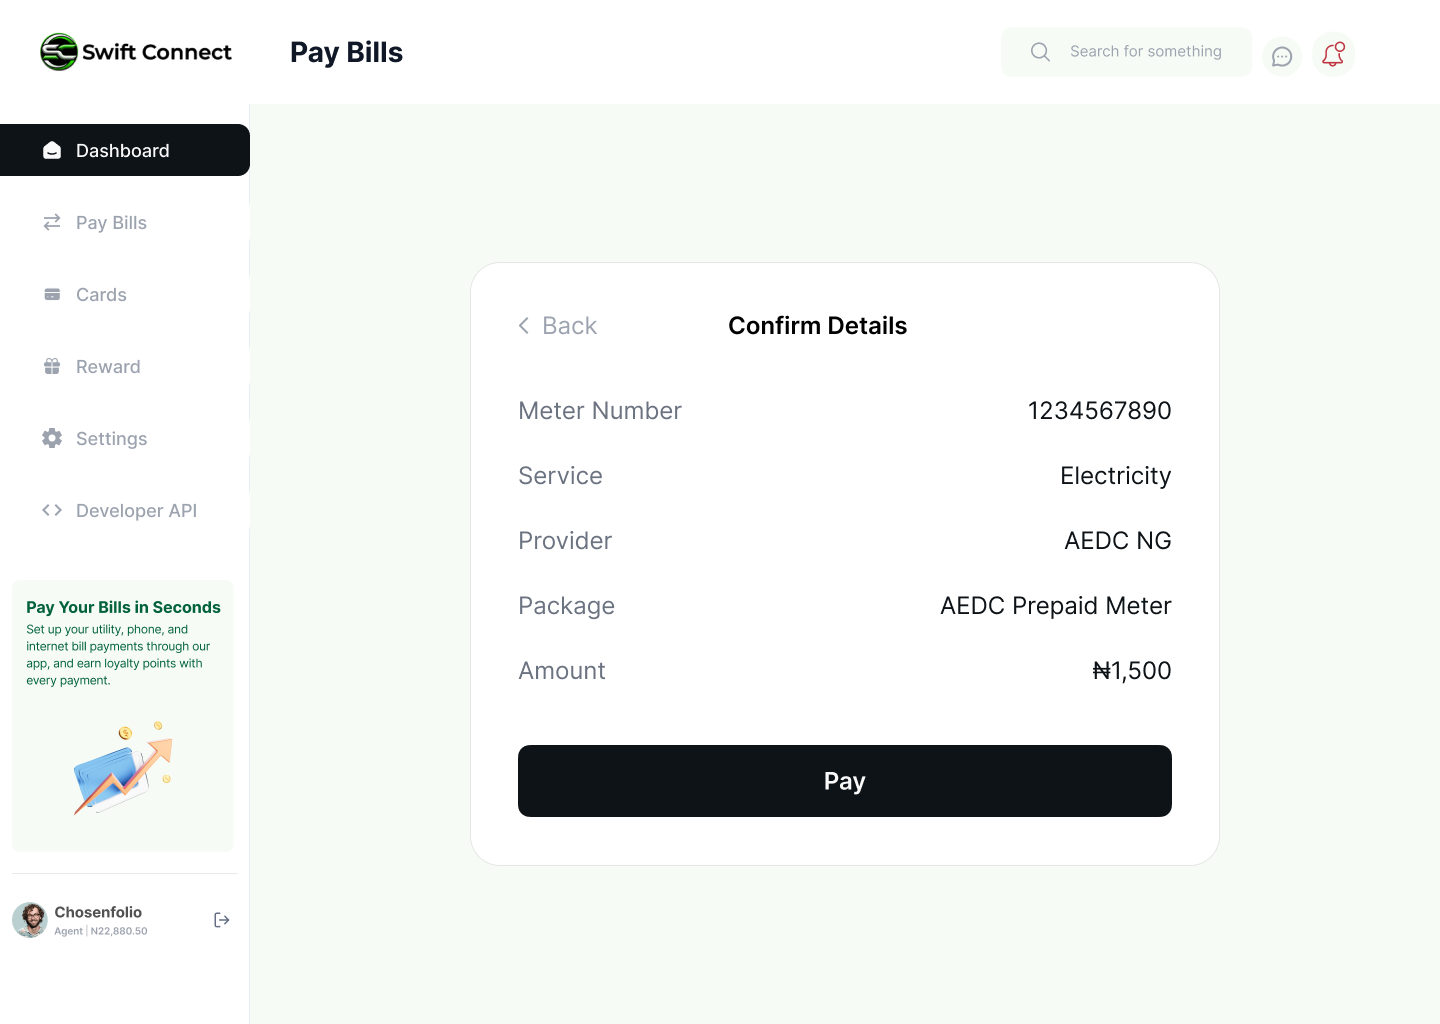 Swift Connect
Pay Bills
Search for something
Dashboard
Pay Bills
Cards
Reward
Settings
Developer API
Pay Your Bills in Seconds
Set up your utility, phone, and
internet bill payments through our
app, and earn loyalty points with
every payment.
Chosenfolio
Agent | N22,880.50
Back
Confirm Details
Meter Number 1234567890
Service Electricity
Provider AEDC NG
Package AEDC Prepaid Meter
Amount ₦1,500
Pay